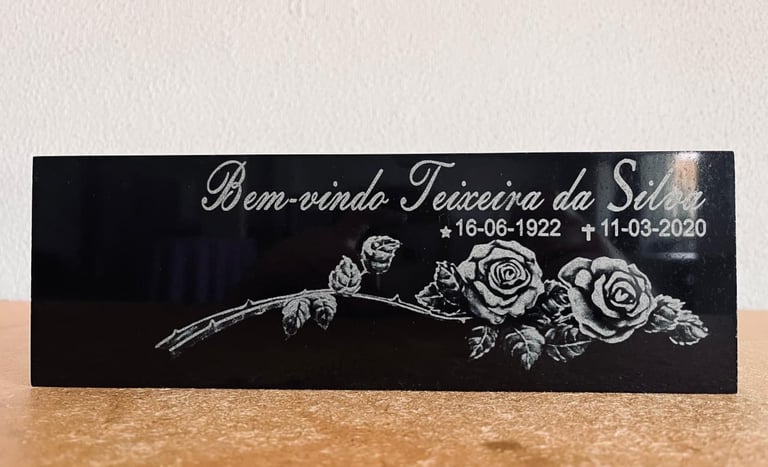 Bem-vindo Teixeira da Silva
⋆16-06-1922 ✝11-03-2020